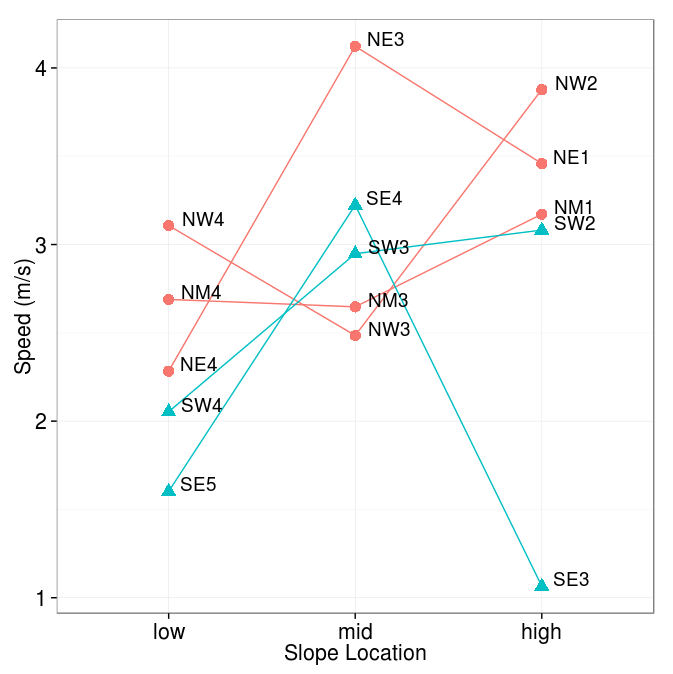 4
3
2
1
Speed (m/s)
NE3
NW2
NE1
NM1
SW2
SE4
NW4
SW3
NM4
NM3
NW3
NE4
SW4
SE5
SE3
low mid high
Slope Location